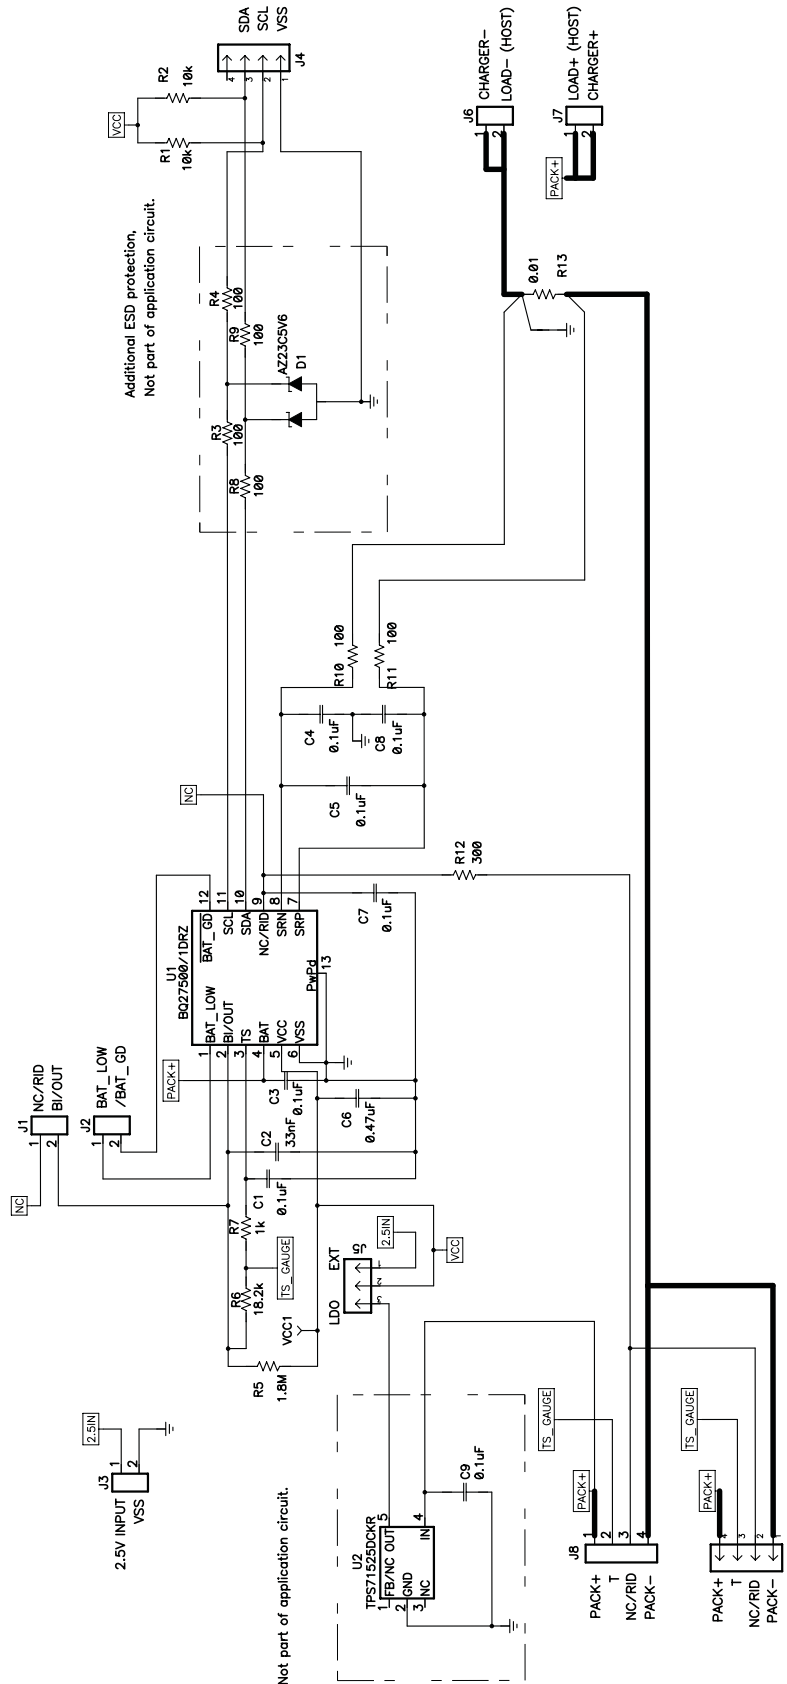 SDA
SCL
VSS
J4
4
3
2
1
R2
10k
VCC
R1
10k
CHARGER-
LOAD- (HOST)
J6
1
2
LOAD+ (HOST)
CHARGER+
J7
1
2
PACK+
Additional ESD protection,
Not part of application circuit.
R4
100
R9
100
AZ23C5V6
D1
R3
100
R8
100
0.01
R13
R10
100
R11
100
C4
0.1uF
C8
0.1uF
C5
0.1uF
NC
R12
300
C7
0.1uF
U1
BQ27500/1DRZ
12
BAT_GD
11
SCL
10
SDA
9
NC/RID
8
SRN
7
SRP
PwPd
13
1
BAT_LOW
2
BI/OUT
3
TS
4
BAT
5
VCC
6
VSS
PACK+
C3
0.1uF
C6
0.47uF
C2
33nF
C1
0.1uF
J1
NC/RID
BI/OUT
1
2
J2
BAT_LOW
/BAT_GD
1
2
NC
R7
1k
TS_GAUGE
R6
18.2k
VCC1
R5
1.8M
EXT
J5
LDO
1
2
3
2.5IN
VCC
2.5IN
J3
1
2
2.5V INPUT
VSS
Not part of application circuit.
U2
TPS71525DCKR
1
FB/NC
OUT
5
2
GND
3
NC
IN
4
C9
0.1uF
TS_GAUGE
PACK+
J8
1
2
3
4
PACK+
T
NC/RID
PACK-
TS_GAUGE
PACK+
4
3
2
1
PACK+
T
NC/RID
PACK-